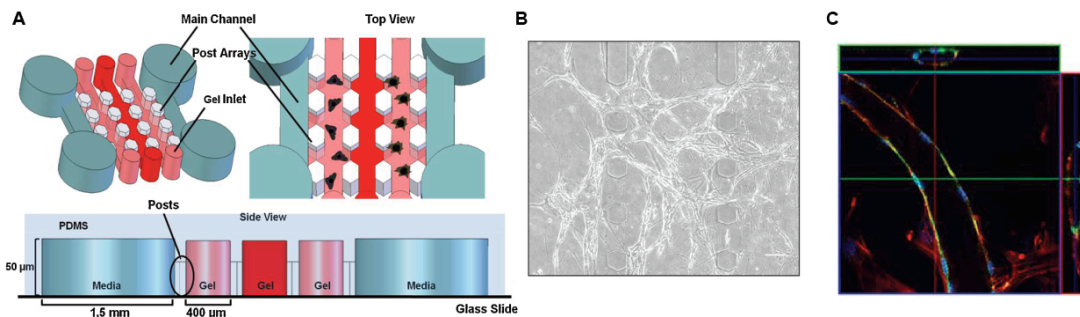 A
Main Channel
Post Arrays
Gel Inlet
Top View
Posts
Side View
PDMS
50 µm
Media
Gel
Gel
Gel
Media
1.5 mm
400 µm
Glass Slide
B
C